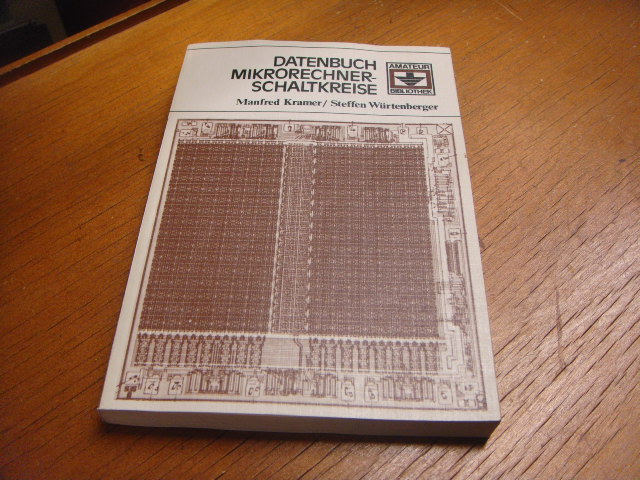 DATENBUCH
MIKRORECHNER-
SCHALTKREISE
AMATEUR
BIBLIOTHEK
Manfred Kramer/Steffen Würtenberger